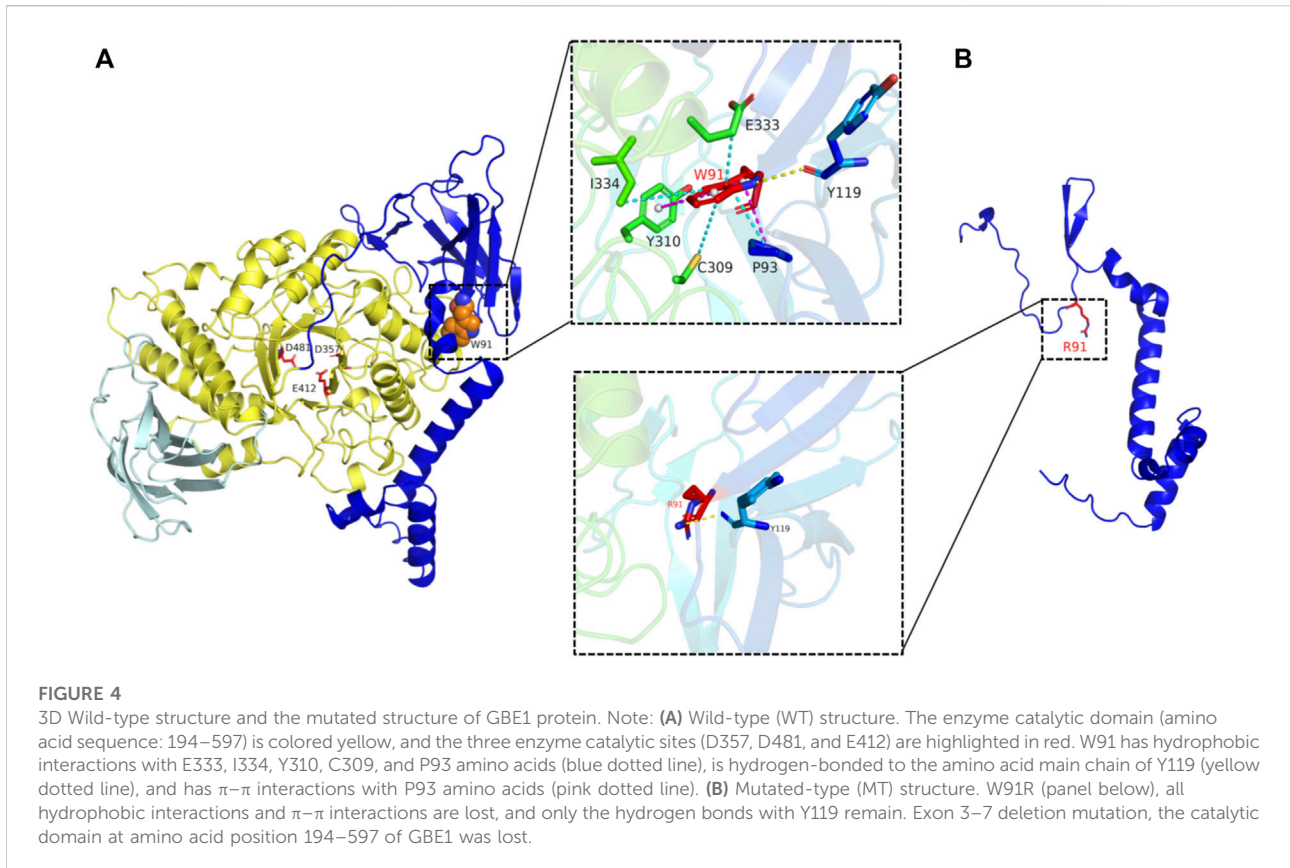 A
B
E333
I334
W91
Y119
Y310
C309
P93
D481
D357
E412
W91
R91
R91
Y119
FIGURE 4
3D Wild-type structure and the mutated structure of GBE1 protein. Note: (A) Wild-type (WT) structure. The enzyme catalytic domain (amino
acid sequence: 194–597) is colored yellow, and the three enzyme catalytic sites (D357, D481, and E412) are highlighted in red. W91 has hydrophobic
interactions with E333, I334, Y310, C309, and P93 amino acids (blue dotted line), is hydrogen-bonded to the amino acid main chain of Y119 (yellow
dotted line), and has π–π interactions with P93 amino acids (pink dotted line). (B) Mutated-type (MT) structure. W91R (panel below), all
hydrophobic interactions and π–π interactions are lost, and only the hydrogen bonds with Y119 remain. Exon 3–7 deletion mutation, the catalytic
domain at amino acid position 194–597 of GBE1 was lost.